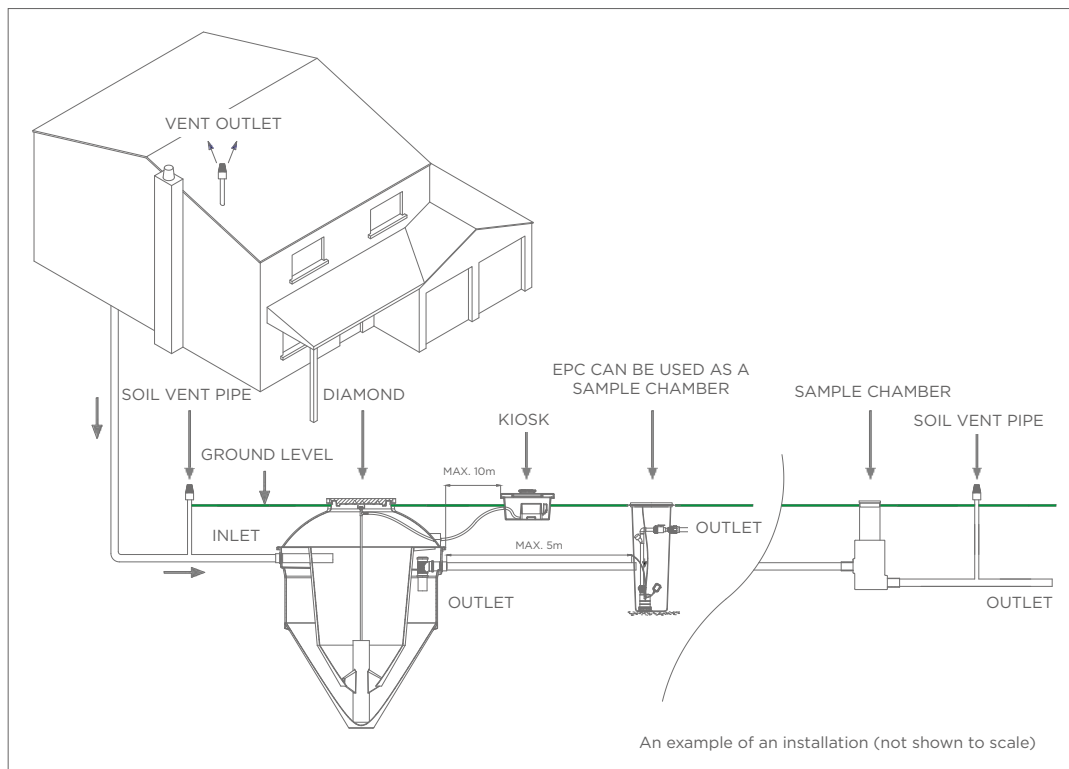 VENT OUTLET
EPC CAN BE USED AS A
SAMPLE CHAMBER
SOIL VENT PIPE
DIAMOND
SAMPLE CHAMBER
KIOSK
SOIL VENT PIPE
GROUND LEVEL
MAX. 10m
INLET
OUTLET
MAX. 5m
OUTLET
OUTLET
An example of an installation (not shown to scale)